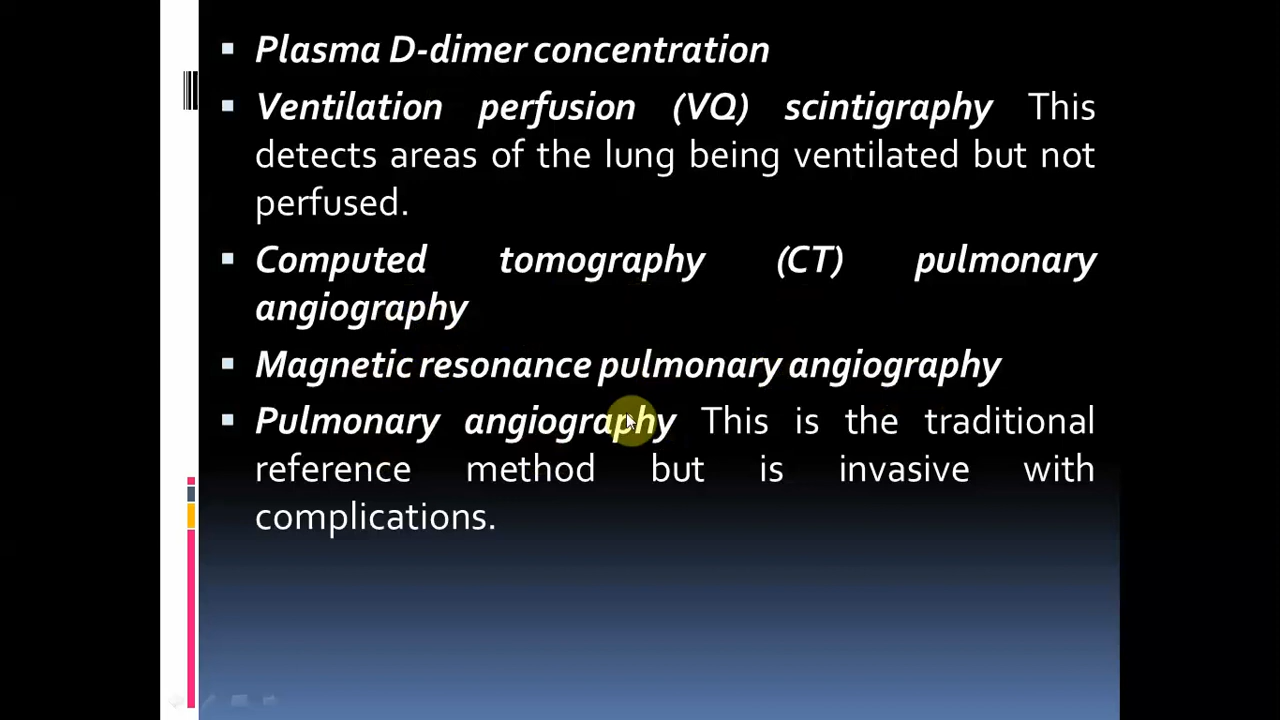 Plasma D-dimer concentration
Ventilation perfusion (VQ) scintigraphy This
detects areas of the lung being ventilated but not
perfused.
Computed tomography (CT) pulmonary
angiography
Magnetic resonance pulmonary angiography
Pulmonary angiography This is the traditional
reference method but is invasive with
complications.